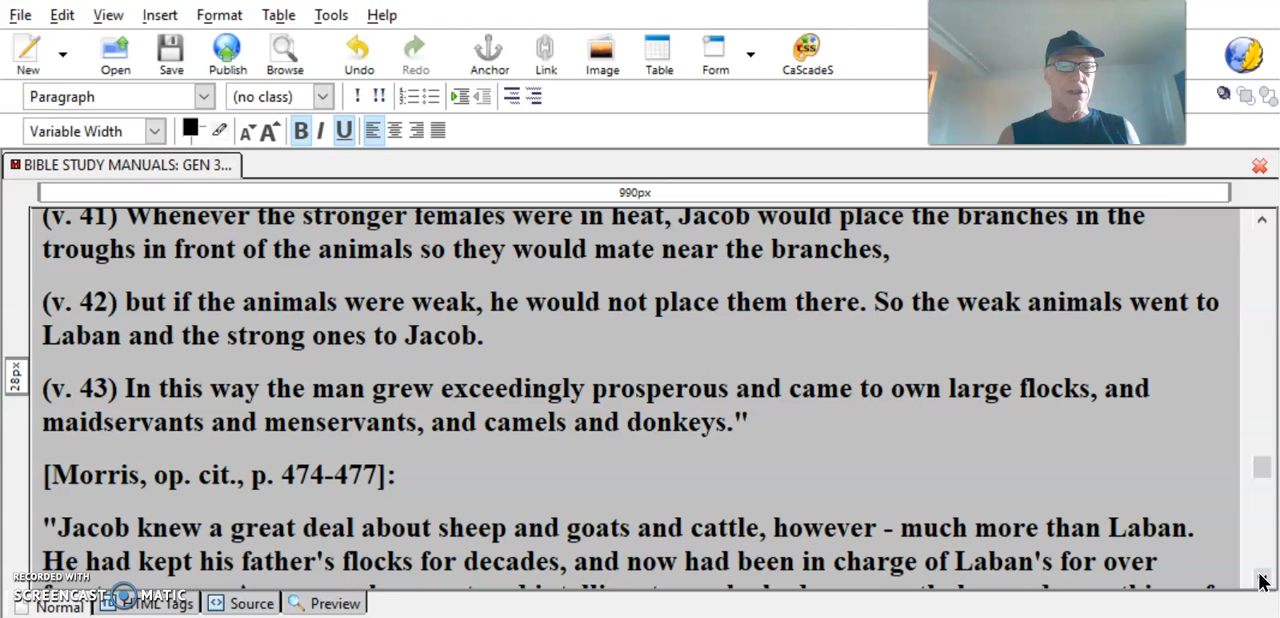 File Edit View Insert Format Table Tools Help
New Open Save Publish Browse Undo Redo Anchor Link Image Table Form CaScadeS
Paragraph (no class) ! !!
Variable Width A A B I U
BIBLE STUDY MANUALS: GEN 3...
990px
(v. 41) Whenever the stronger females were in heat, Jacob would place the branches in the
troughs in front of the animals so they would mate near the branches,
(v. 42) but if the animals were weak, he would not place them there. So the weak animals went to
Laban and the strong ones to Jacob.
28px
(v. 43) In this way the man grew exceedingly prosperous and came to own large flocks, and
maidservants and menservants, and camels and donkeys."
[Morris, op. cit., p. 474-477]:
"Jacob knew a great deal about sheep and goats and cattle, however - much more than Laban.
He had kept his father's flocks for decades, and now had been in charge of Laban's for over
RECORDED WITH
SCREENCAST MATIC
Normal HTML Tags Source Preview